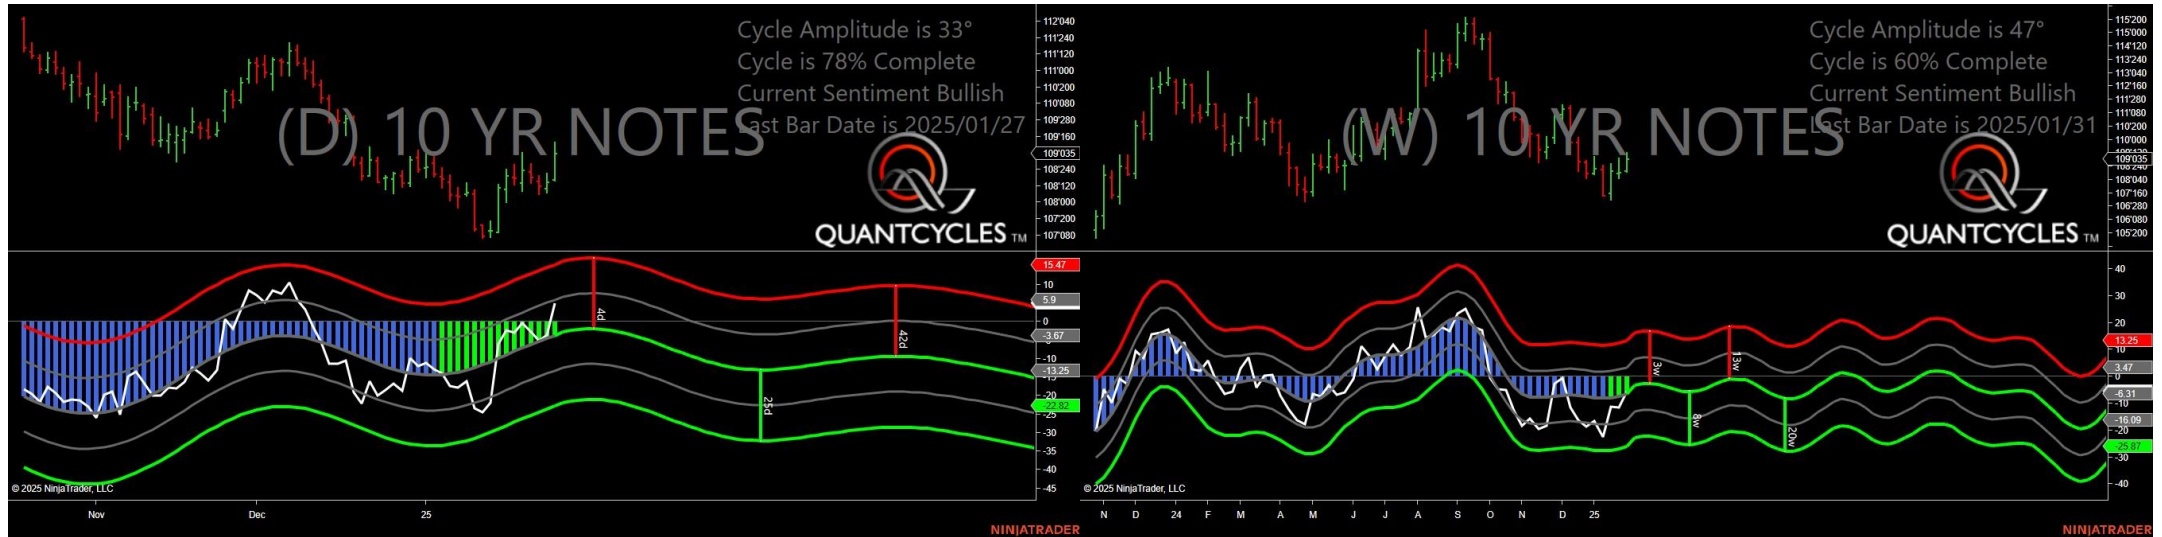 Cycle Amplitude is 33°
Cycle is 78% Complete
Current Sentiment Bullish
Last Bar Date is 2025/01/27
(D) 10 YR NOTES
QUANTCYCLES TM
112'040
111'240
111'120
111'000
110'200
110'080
109'280
109'160
109'035
108'240
108'120
108'000
107'200
107'080
15.47
10
5.9
0
-3.67
-10
-13.25
-20
-22.82
-25
-30
-35
-40
-45
4d
25d
42d
© 2025 NinjaTrader, LLC
Nov
Dec
25
NINJATRADER
Cycle Amplitude is 47°
Cycle is 60% Complete
Current Sentiment Bullish
Last Bar Date is 2025/01/31
(W) 10 YR NOTES
QUANTCYCLES TM
115'200
115'000
114'120
113'240
113'040
112'160
111'280
111'080
110'200
110'000
109'035
108'040
107'160
106'280
106'080
105'200
40
30
20
13.25
10
3.47
0
-6.31
-10
-16.09
-20
-25.87
-30
-40
3w
8w
13w
20w
© 2025 NinjaTrader, LLC
N D 24 F M A M J J A S O N D 25
NINJATRADER